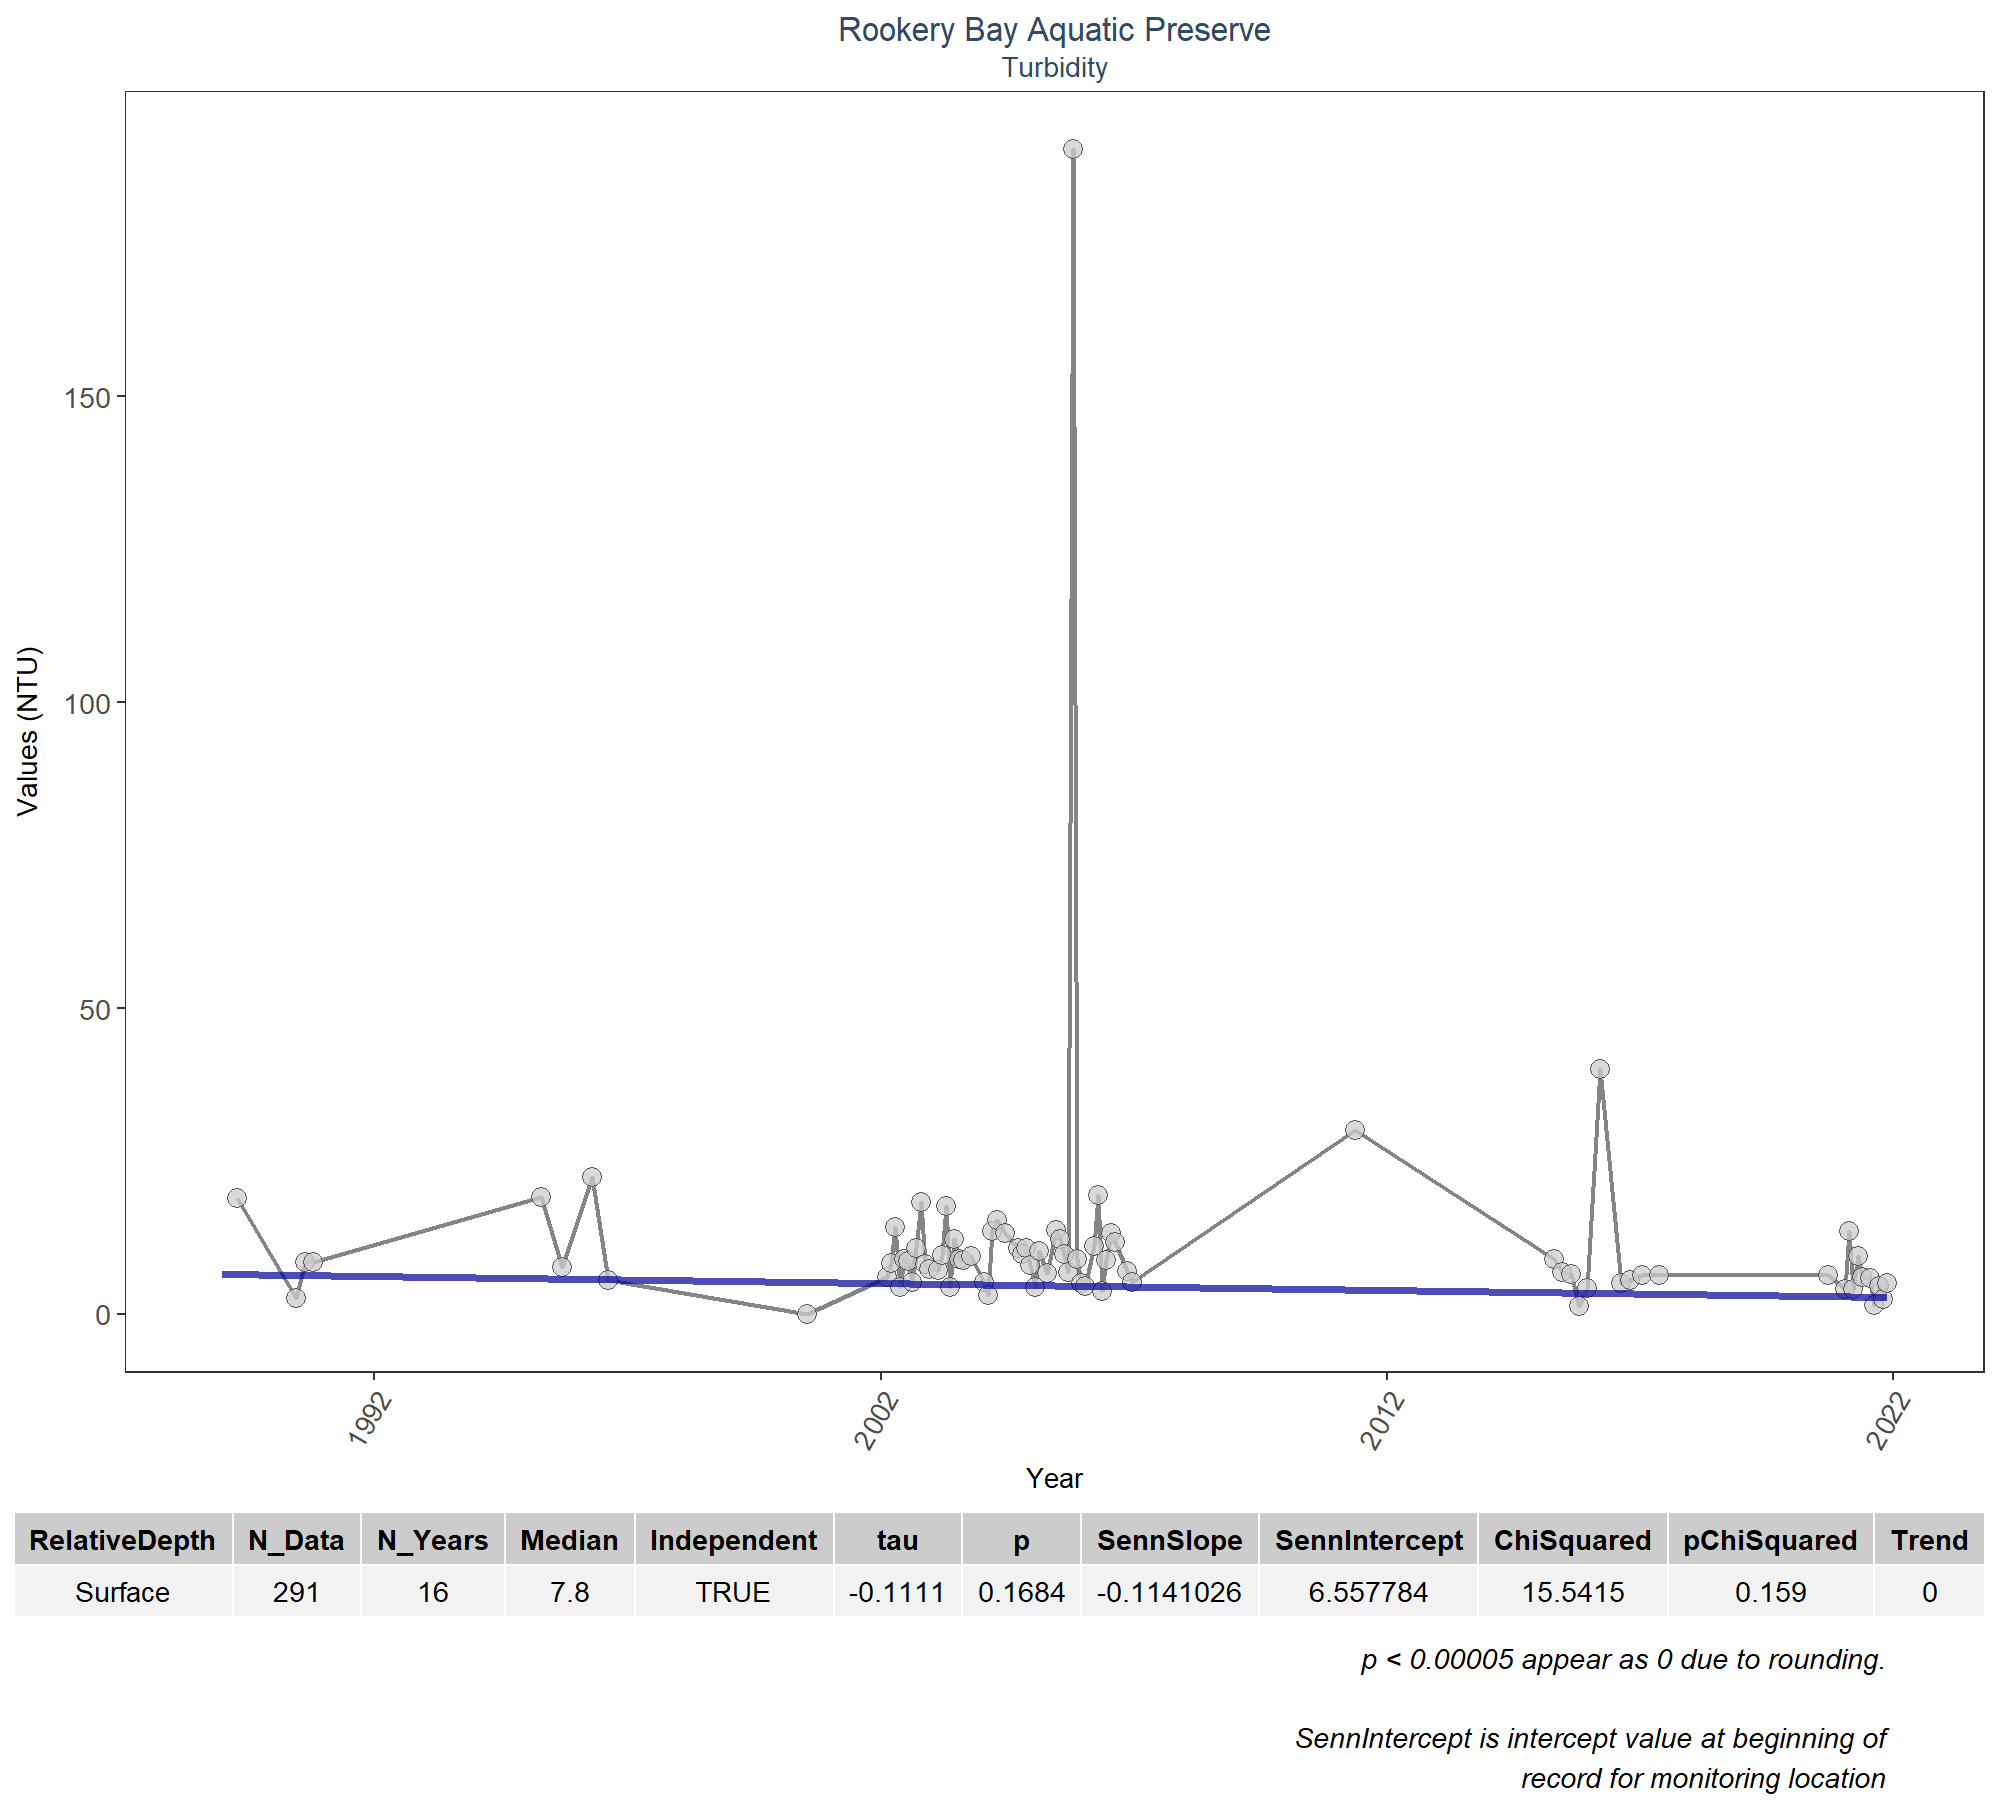 Rookery Bay Aquatic Preserve
Turbidity
Values (NTU)
150
100
50
0
1992
2002
2012
2022
Year
RelativeDepth N_Data N_Years Median Independent tau p SennSlope SennIntercept ChiSquared pChiSquared Trend
Surface 291 16 7.8 TRUE -0.1111 0.1684 -0.1141026 6.557784 15.5415 0.159 0
p < 0.00005 appear as 0 due to rounding.
SennIntercept is intercept value at beginning of
record for monitoring location